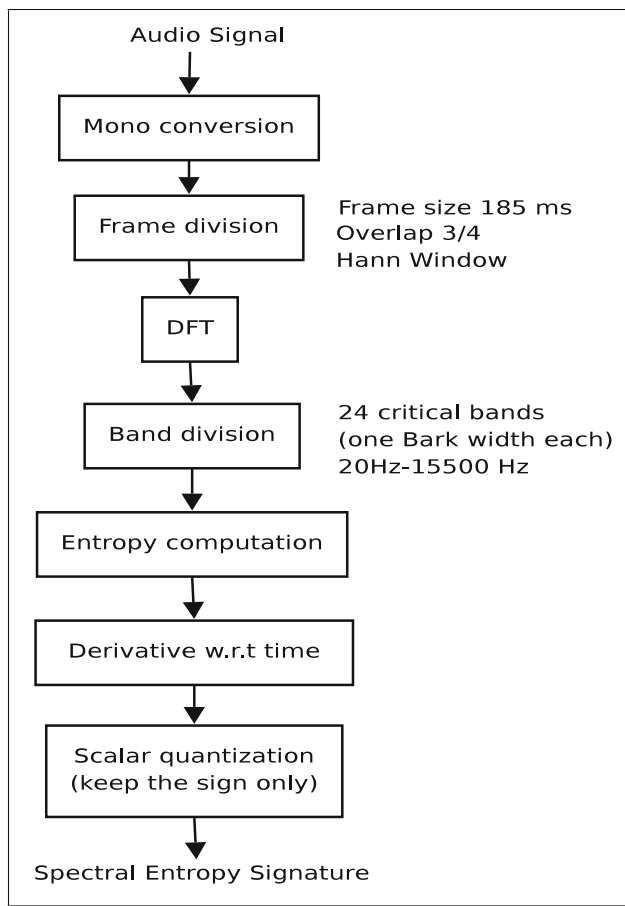 Audio Signal
Mono conversion
Frame division
Frame size 185 ms
Overlap 3/4
Hann Window
DFT
Band division
24 critical bands
(one Bark width each)
20Hz-15500 Hz
Entropy computation
Derivative w.r.t time
Scalar quantization
(keep the sign only)
Spectral Entropy Signature